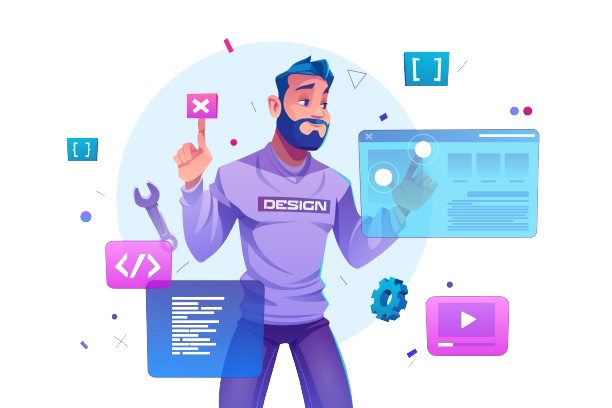 [ ]
{ }
DESIGN
</>